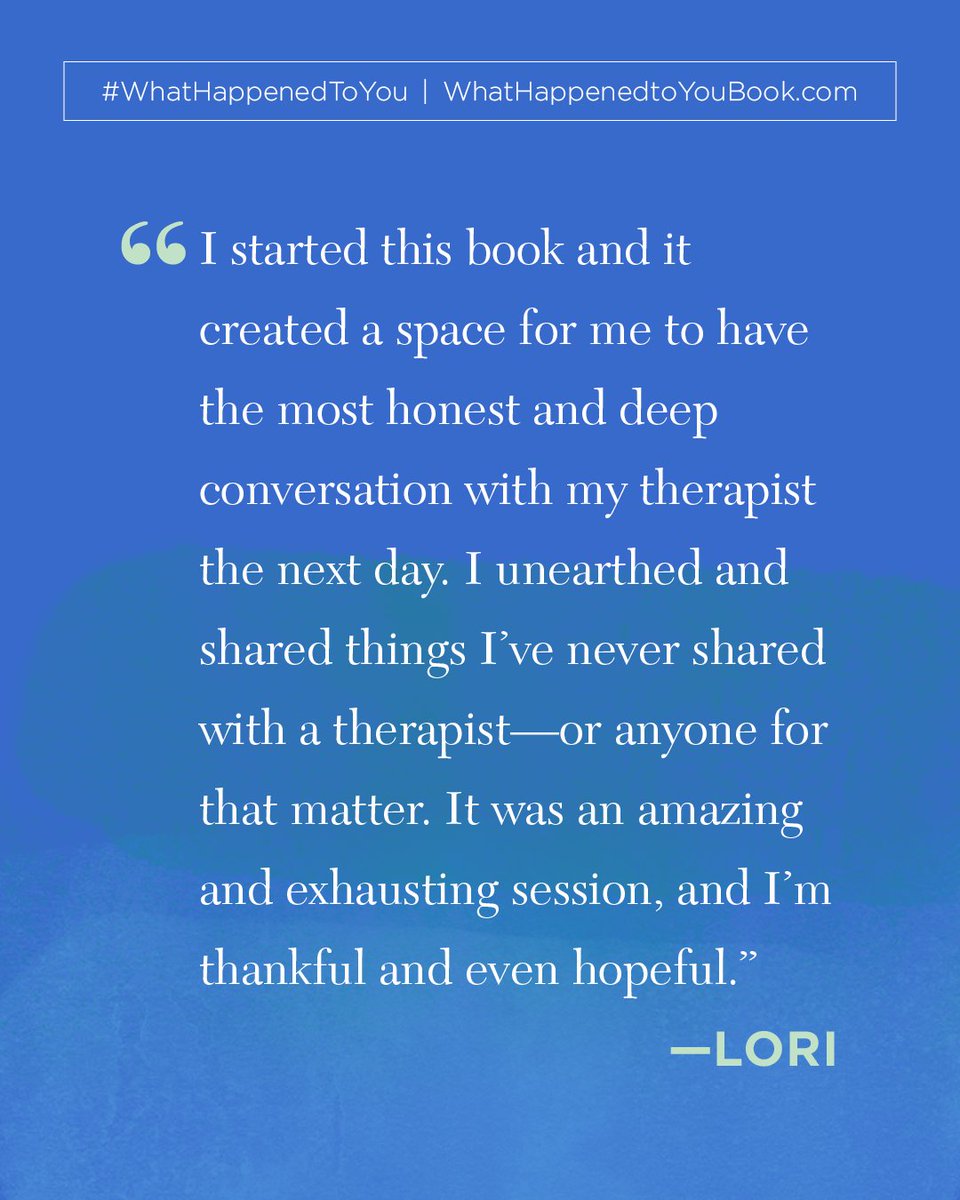 #WhatHappenedToYou | WhatHappenedtoYouBook.com
“I started this book and it
created a space for me to have
the most honest and deep
conversation with my therapist
the next day. I unearthed and
shared things I’ve never shared
with a therapist—or anyone for
that matter. It was an amazing
and exhausting session, and I’m
thankful and even hopeful.”
—LORI